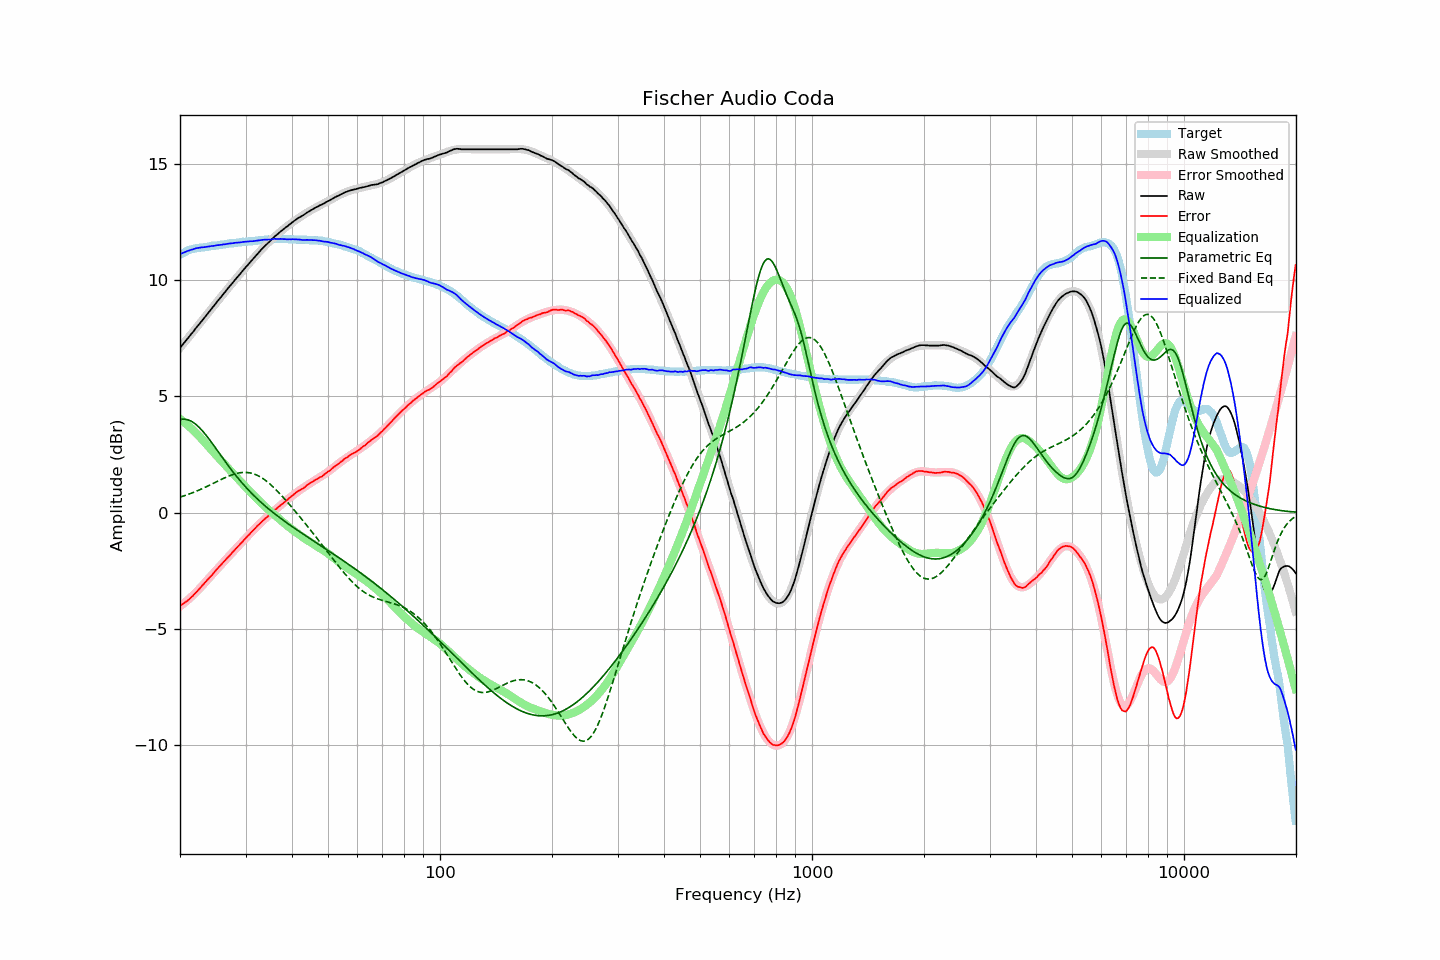 Fischer Audio Coda
Target
Raw Smoothed
Error Smoothed
Raw
Error
Equalization
Parametric Eq
Fixed Band Eq
Equalized
15
10
5
0
−5
−10
Amplitude (dBr)
100
1000
10000
Frequency (Hz)